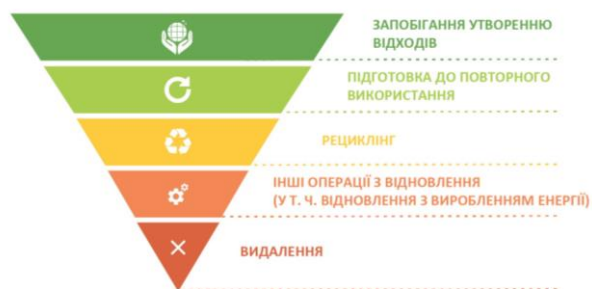 ЗАПОБІГАННЯ УТВОРЕННЮ
ВІДХОДІВ
ПІДГОТОВКА ДО ПОВТОРНОГО
ВИКОРИСТАННЯ
РЕЦИКЛІНГ
ІНШІ ОПЕРАЦІЇ З ВІДНОВЛЕННЯ
(У Т. Ч. ВІДНОВЛЕННЯ З ВИРОБЛЕННЯМ ЕНЕРГІЇ)
ВИДАЛЕННЯ